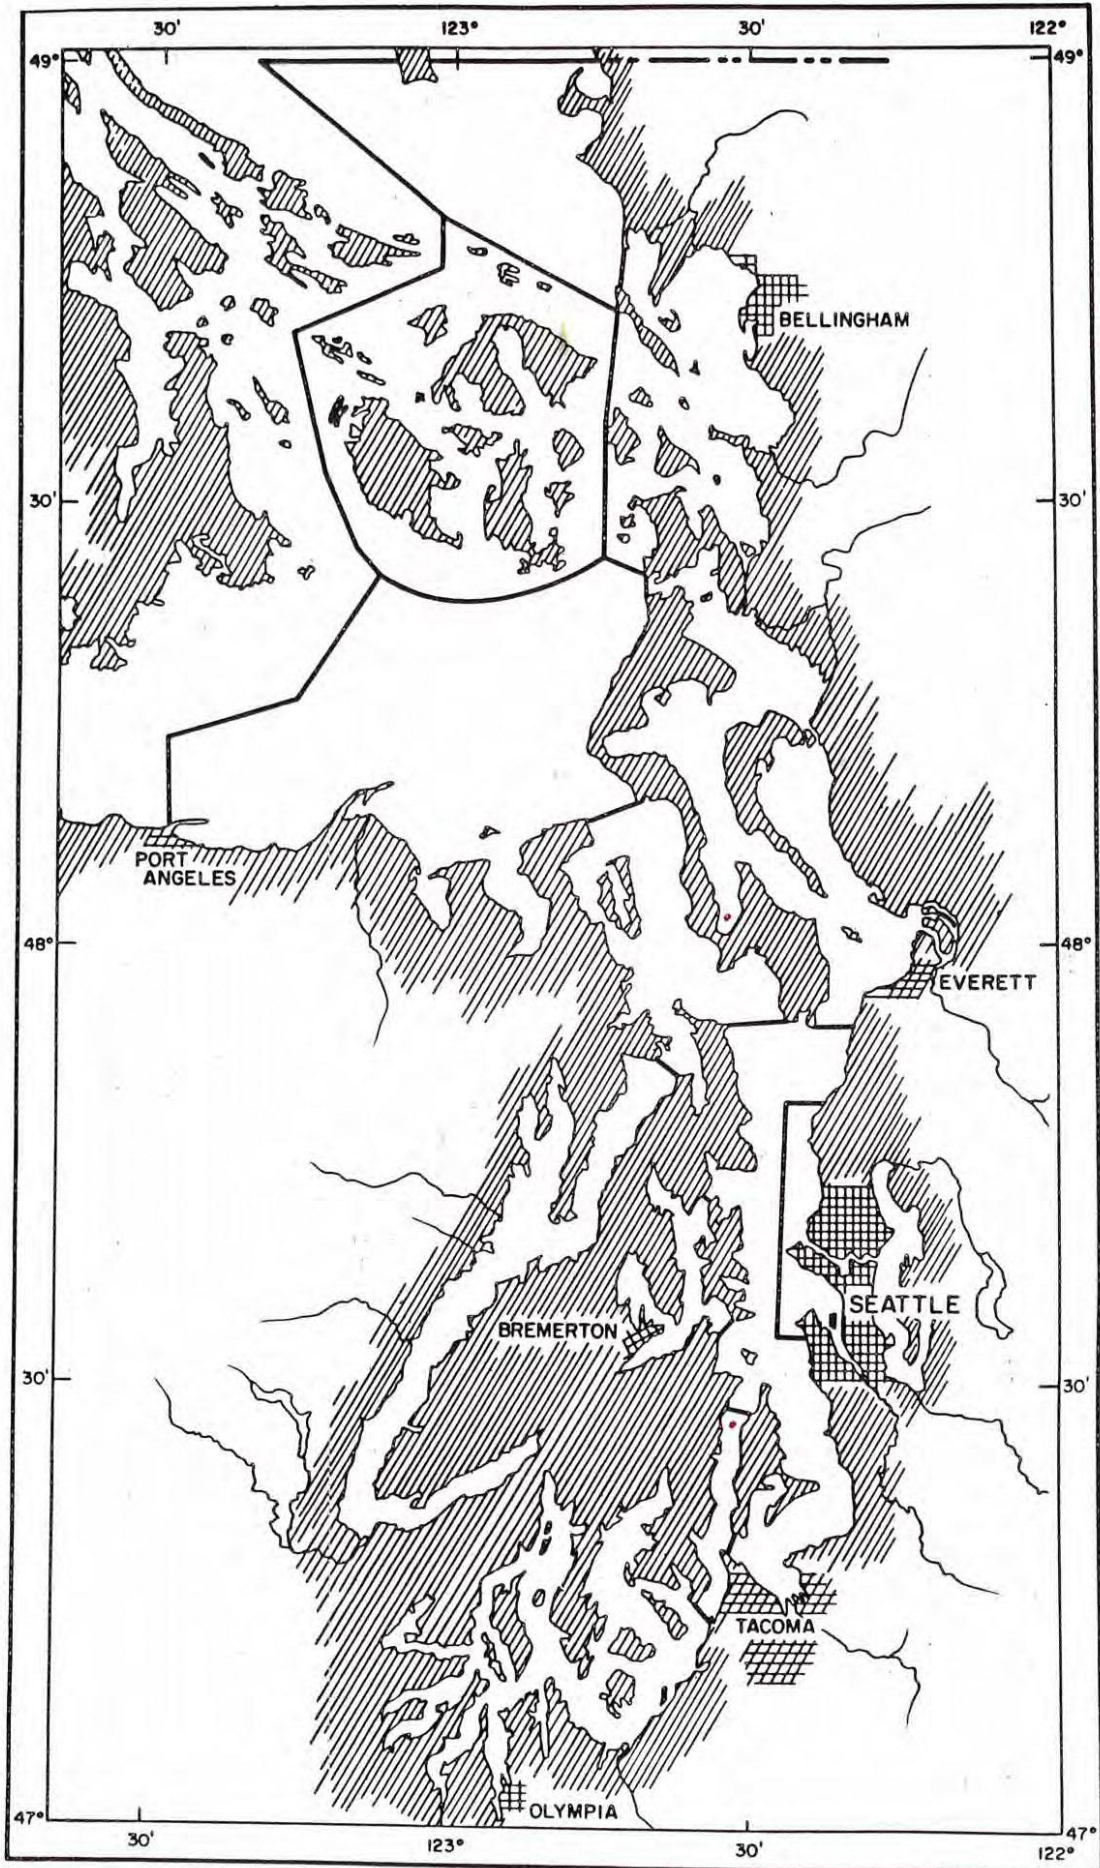 30'
123°
30'
122°
49°
49°
BELLINGHAM
30'
30'
PORT
ANGELES
48°
48°
EVERETT
SEATTLE
BREMERTON
30'
30'
TACOMA
OLYMPIA
47°
47°
30'
123°
30'
122°